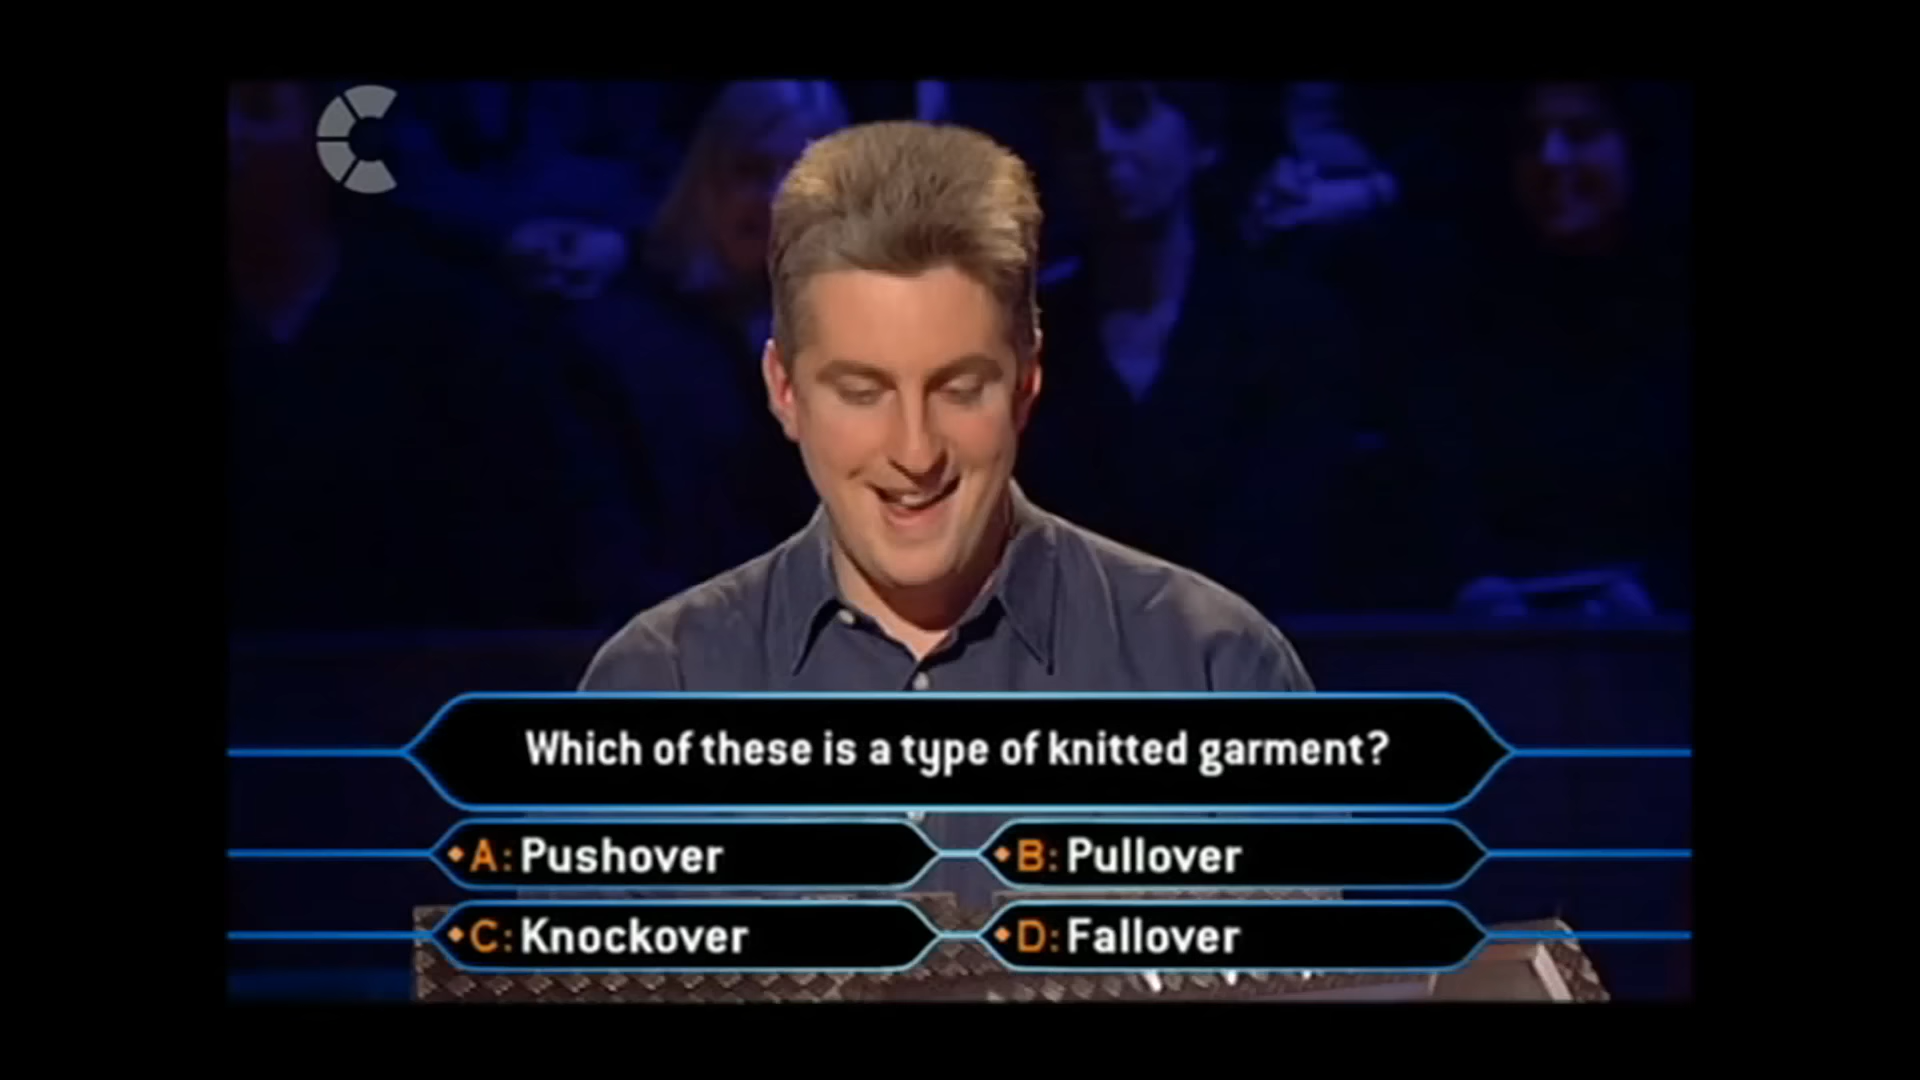 Which of these is a type of knitted garment?
A: Pushover
B: Pullover
C: Knockover
D: Fallover